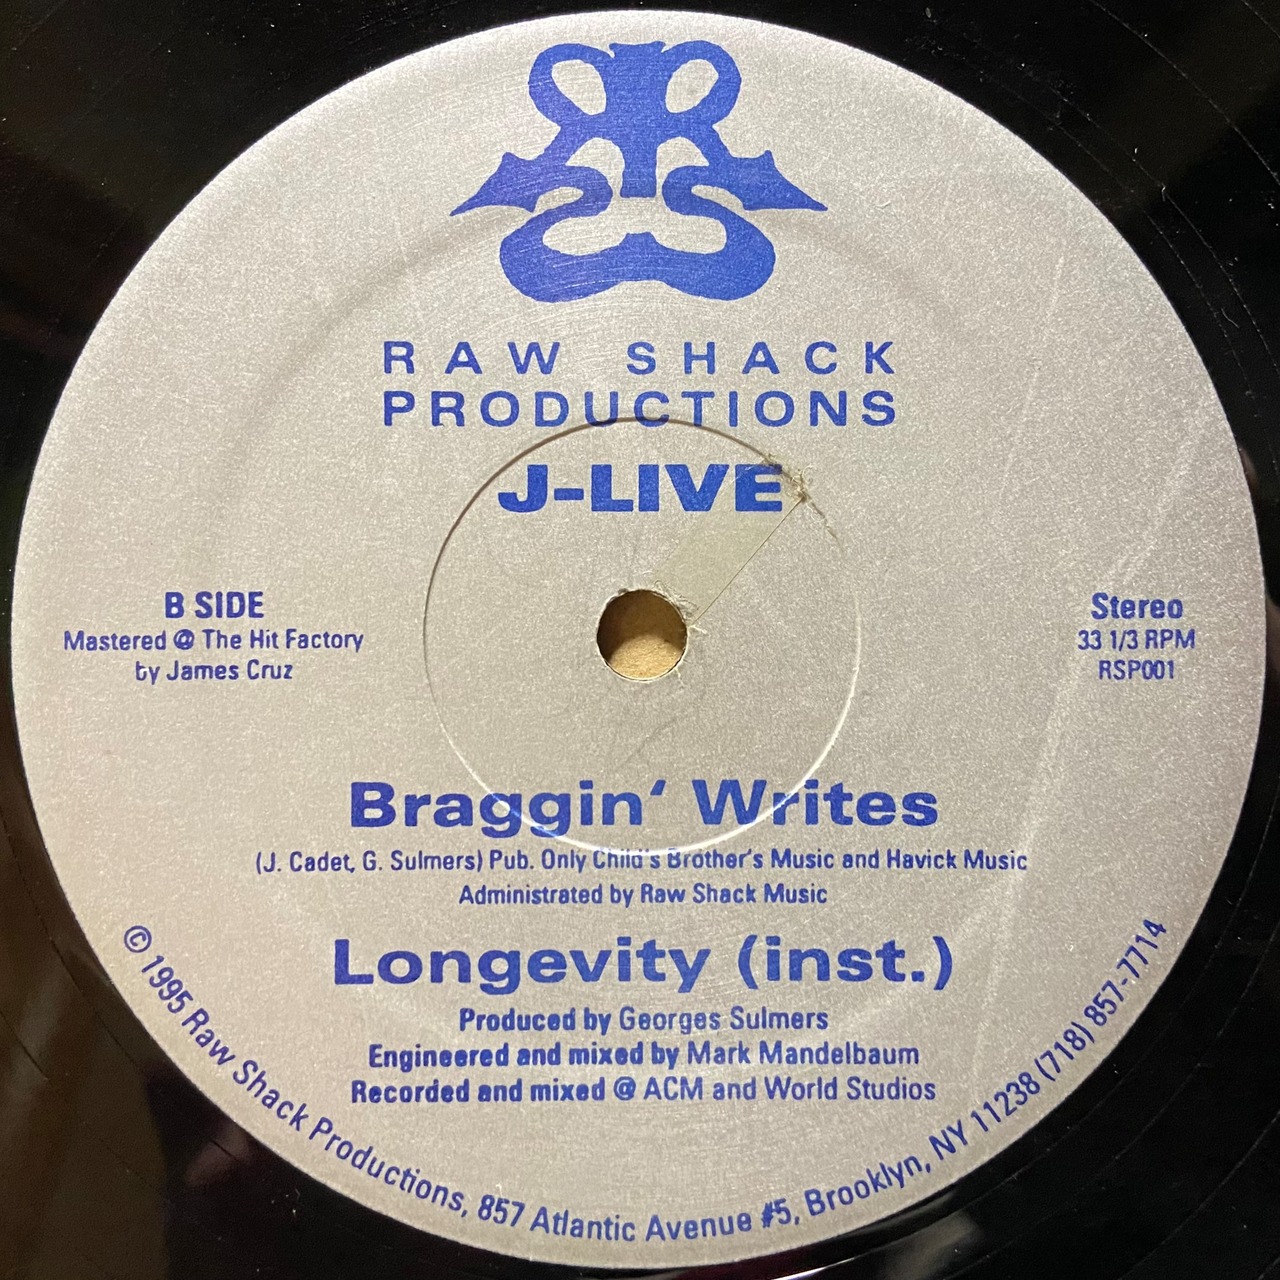 RAW SHACK
PRODUCTIONS
J-LIVE
B SIDE
Mastered @ The Hit Factory
by James Cruz
Stereo
33 1/3 RPM
RSP001
Braggin‘ Writes
(J. Cadet, G. Sulmers) Pub. Only Child's Brother's Music and Havick Music
Administrated by Raw Shack Music
Longevity (inst.)
Produced by Georges Sulmers
Engineered and mixed by Mark Mandelbaum
Recorded and mixed @ ACM and World Studios
© 1995 Raw Shack Productions, 857 Atlantic Avenue #5, Brooklyn, NY 11238 (718) 857-7714